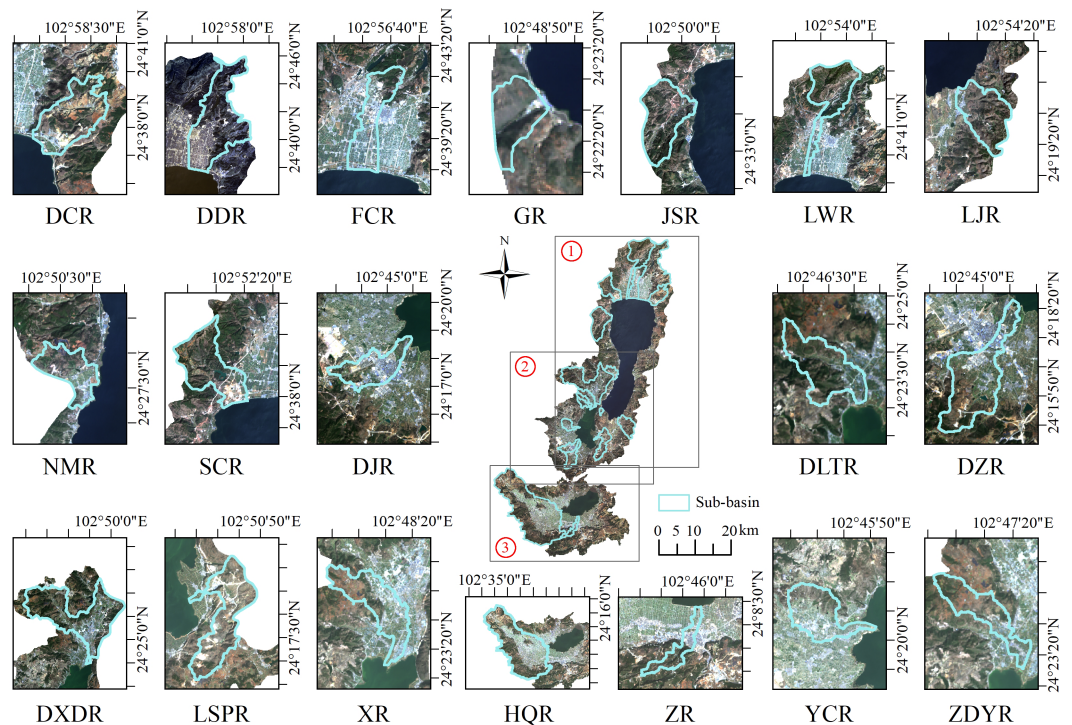 102°58'30"E
24°41'0"N
24°38'0"N
DCR
102°58'0"E
24°46'0"N
24°40'0"N
DDR
102°56'40"E
24°43'20"N
24°39'20"N
FCR
102°48'50"E
24°23'20"N
24°22'20"N
GR
102°50'0"E
24°33'0"N
JSR
102°54'0"E
24°41'0"N
LWR
102°54'20"E
24°19'20"N
LJR
102°50'30"E
24°27'30"N
NMR
102°52'20"E
24°38'0"N
SCR
102°45'0"E
24°20'0"N
24°17'0"N
DJR
N
1
2
3
Sub-basin
0 5 10 20 km
102°46'30"E
24°25'0"N
24°23'30"N
DLTR
102°45'0"E
24°18'20"N
24°15'50"N
DZR
102°50'0"E
24°25'0"N
DXDR
102°50'50"E
24°17'30"N
LSPR
102°48'20"E
24°23'20"N
XR
102°35'0"E
24°16'0"N
HQR
102°46'0"E
24°8'30"N
ZR
102°45'50"E
24°20'0"N
YCR
102°47'20"E
24°23'20"N
ZDYR